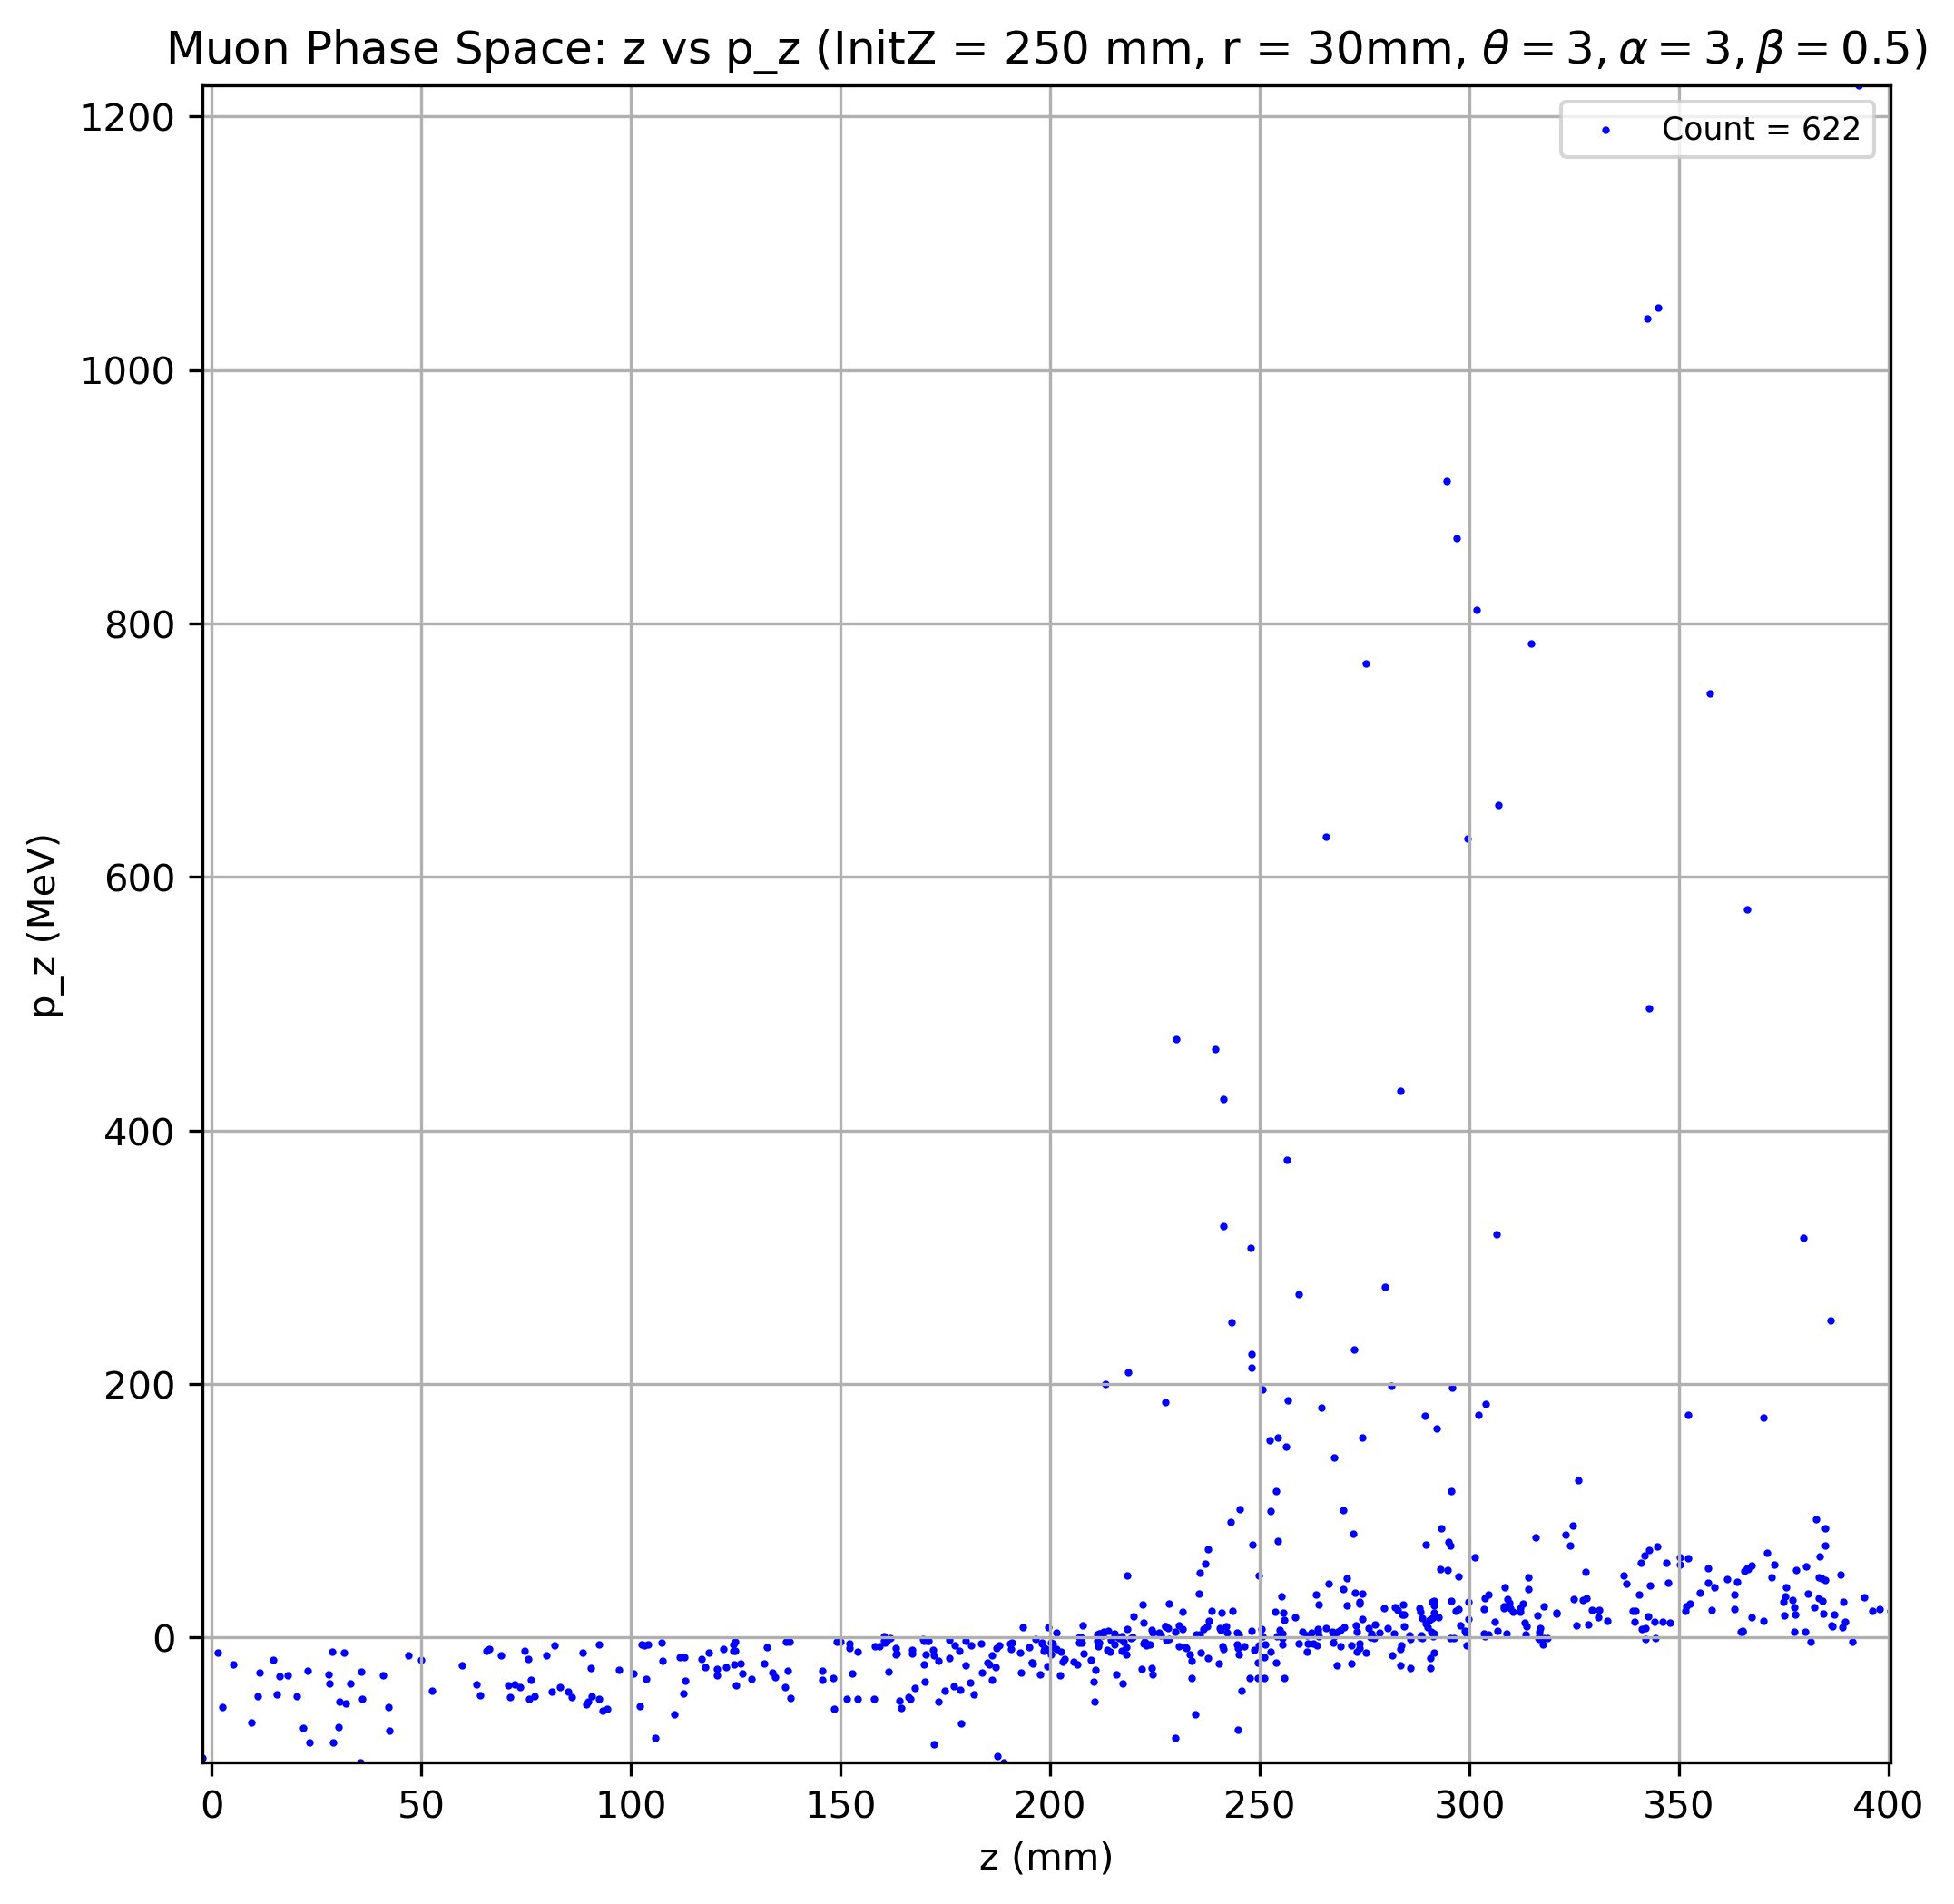 Muon Phase Space: z vs p_z (InitZ = 250 mm, r = 30mm, θ = 3, α = 3, β = 0.5)
Count = 622
1200
1000
800
600
400
200
0
p_z (MeV)
0 50 100 150 200 250 300 350 400
z (mm)